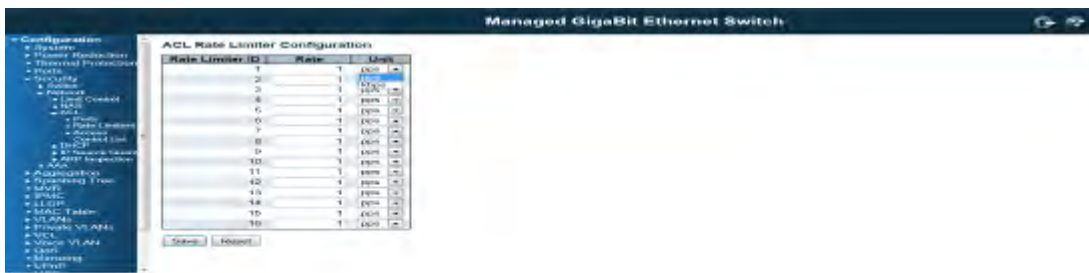 Managed GigaBit Ethernet Switch
Configuration
System
Power Reduction
Thermal Protection
Ports
Security
Switch
Network
Limit Control
NAS
ACL
Ports
Rate Limiters
Access
Control List
DHCP
IP Source Guard
ARP Inspection
AAA
Aggregation
Spanning Tree
MVR
IPMC
LLDP
MAC Table
VLANs
Private VLANs
VCL
Voice VLAN
QoS
Mirroring
UPnP
ACL Rate Limiter Configuration
Rate Limiter ID Rate Unit
1 1 pps
2 1 pps
kbps
3 1 pps
4 1 pps
5 1 pps
6 1 pps
7 1 pps
8 1 pps
9 1 pps
10 1 pps
11 1 pps
12 1 pps
13 1 pps
14 1 pps
15 1 pps
16 1 pps
Save Reset